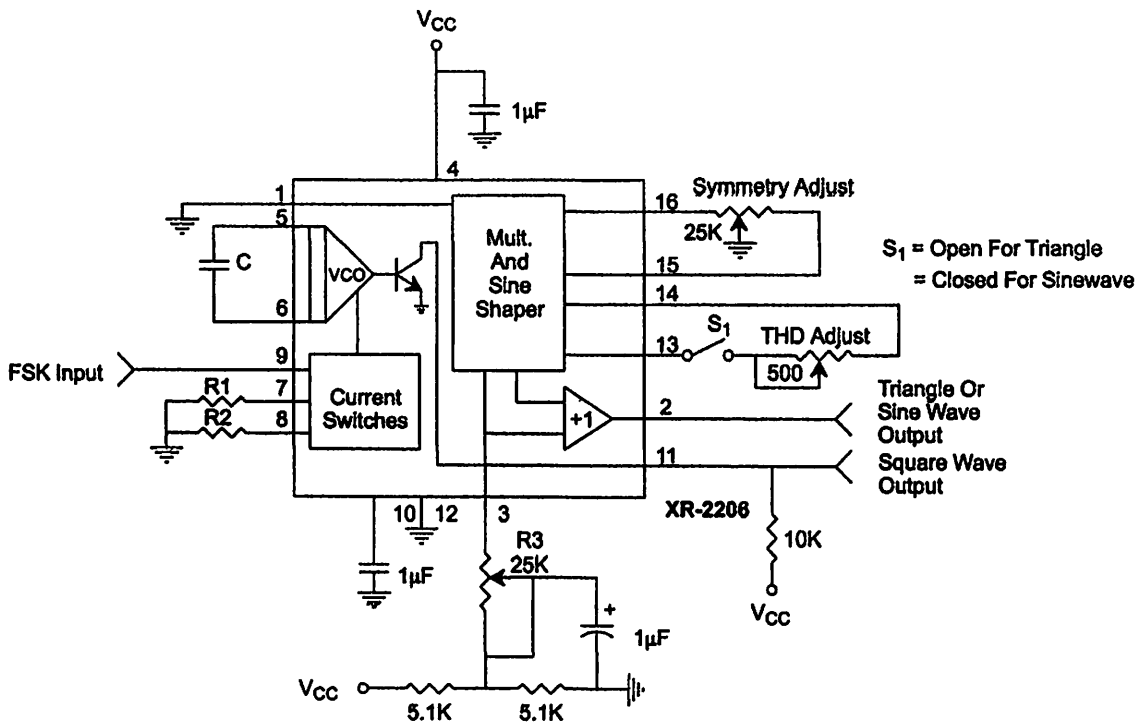 VCC
1µF
4
1
16
Symmetry Adjust
5
25K
S1 = Open For Triangle
= Closed For Sinewave
Mult.
And
Sine
Shaper
C
VCO
15
6
14
S1
THD Adjust
13
500
FSK Input
9
R1
7
R2
8
Current
Switches
+1
2
Triangle Or
Sine Wave
Output
11
Square Wave
Output
10
12
3
XR-2206
R3
25K
10K
1µF
VCC
+
1µF
VCC
5.1K
5.1K